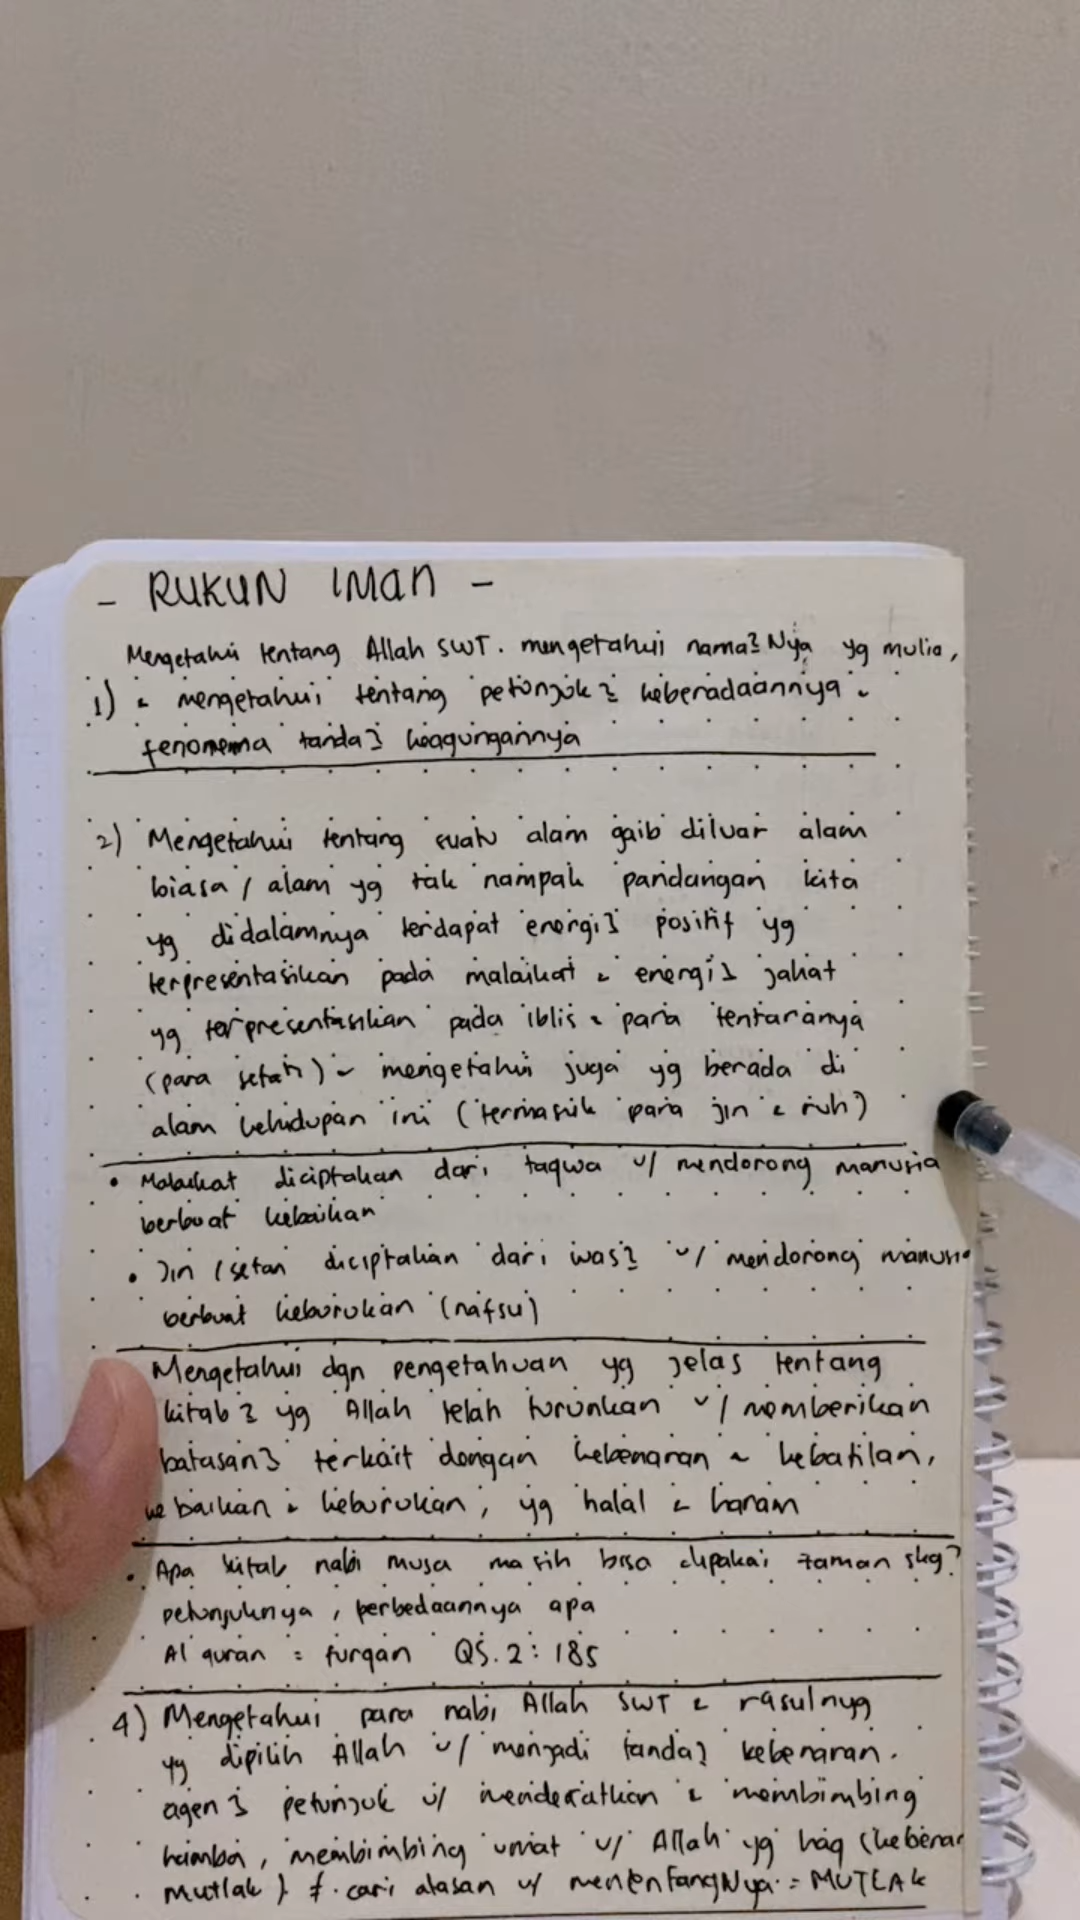 - RUKUN IMAN -
Mengetahui tentang Allah SWT. mengetahui nama2 Nya yg mulia,
1) & mengetahui tentang petunjuk2 keberadaannya &
fenomema tanda2 keagungannya
2) Mengetahui tentang suatu alam gaib diluar alam
biasa / alam yg tak nampak pandangan kita
yg didalamnya terdapat energi2 positif yg
terpresentasikan pada malaikat & energi2 jahat
yg terpresentasikan pada iblis & para tentaranya
(para setan) & mengetahui juga yg berada di
alam kehidupan ini (termasuk para jin & ruh)
• Malaikat diciptakan dari taqwa u/ mendorong manusia
berbuat kebaikan
• Jin / setan diciptakan dari was2 u/ mendorong manusia
berbuat keburukan (nafsu)
Mengetahui dgn pengetahuan yg jelas tentang
kitab2 yg Allah telah turunkan u/ memberikan
batasan2 terkait dengan kebenaran & kebatilan,
kebaikan & keburukan, yg halal & haram
• Apa kitab nabi musa masih bisa dipakai zaman skg?
petunjuknya, perbedaannya apa
Al quran = furqan QS. 2: 185
4) Mengetahui para nabi Allah SWT & rasulnya
yg dipilih Allah u/ menjadi tanda2 kebenaran.
agen2 petunjuk u/ menderatkan & membimbing
hamba, membimbing umat u/ Allah yg haq (kebenar
Mutlak) ≠ cari alasan u/ menentangNya = MUTLAK